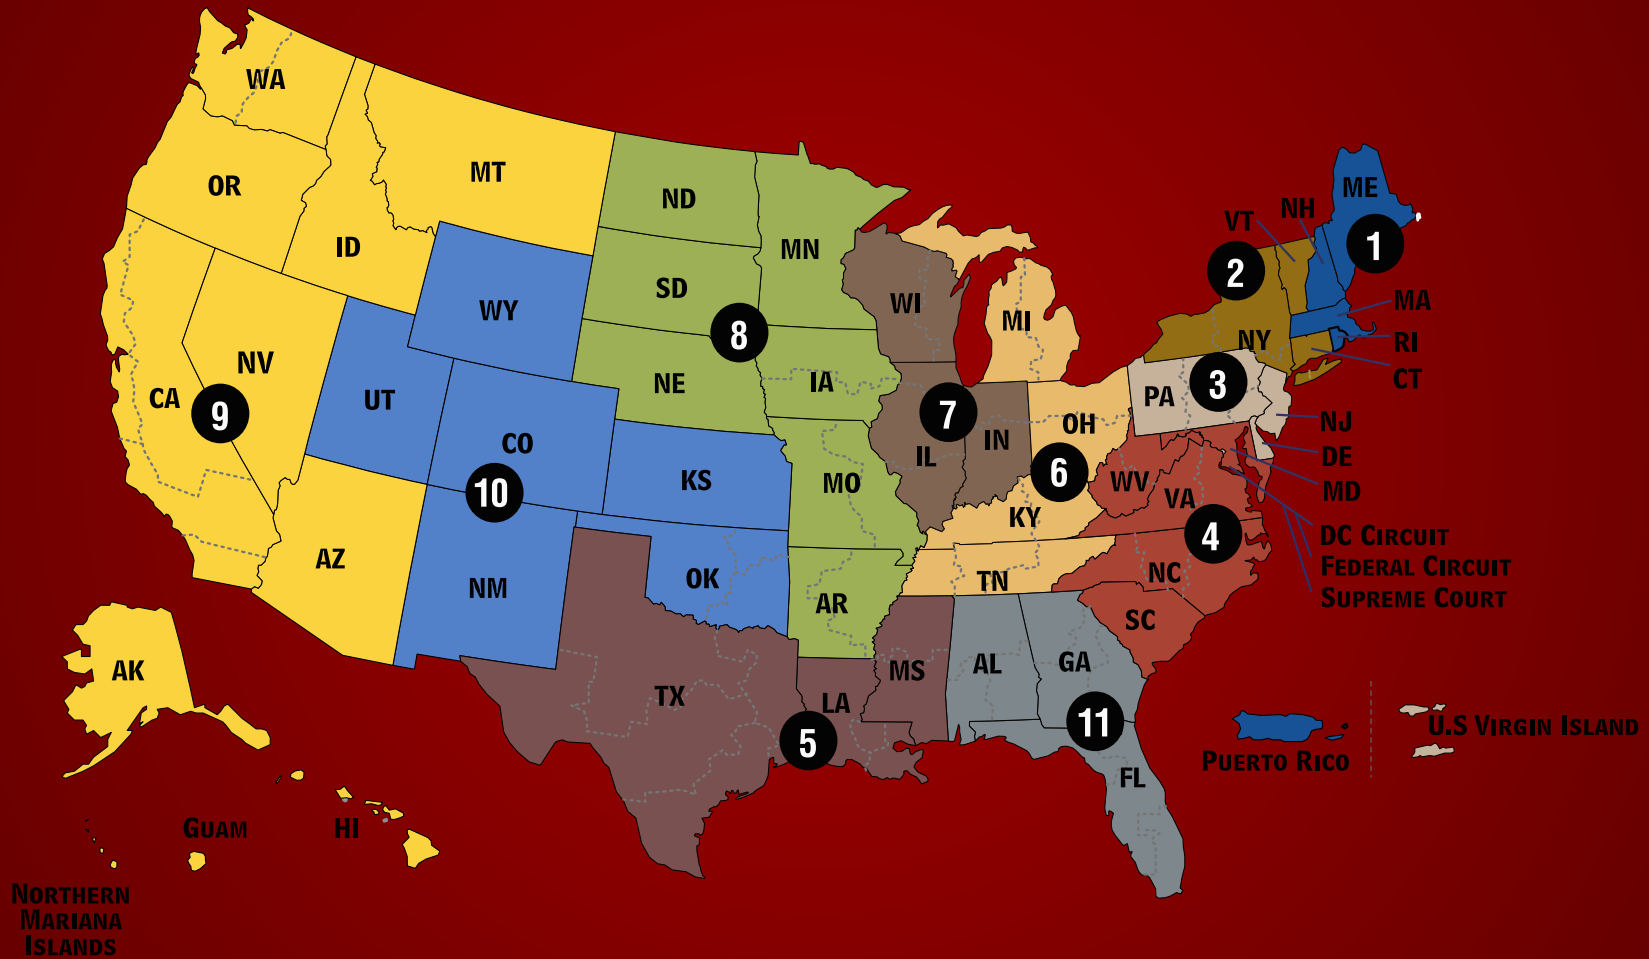 WA
MT
OR
ND
ME
NH
VT
ID
MN
1
2
SD
WY
MA
WI
MI
8
NY
RI
NV
CT
NE
IA
3
CA
UT
PA
9
7
NJ
OH
CO
IN
DE
IL
6
KS
MO
WV
MD
10
VA
KY
4
DC CIRCUIT
AZ
FEDERAL CIRCUIT
NC
OK
TN
NM
SUPREME COURT
AR
SC
GA
AL
AK
MS
TX
LA
11
U.S VIRGIN ISLAND
5
PUERTO RICO
FL
GUAM
HI
NORTHERN
MARIANA
ISLANDS